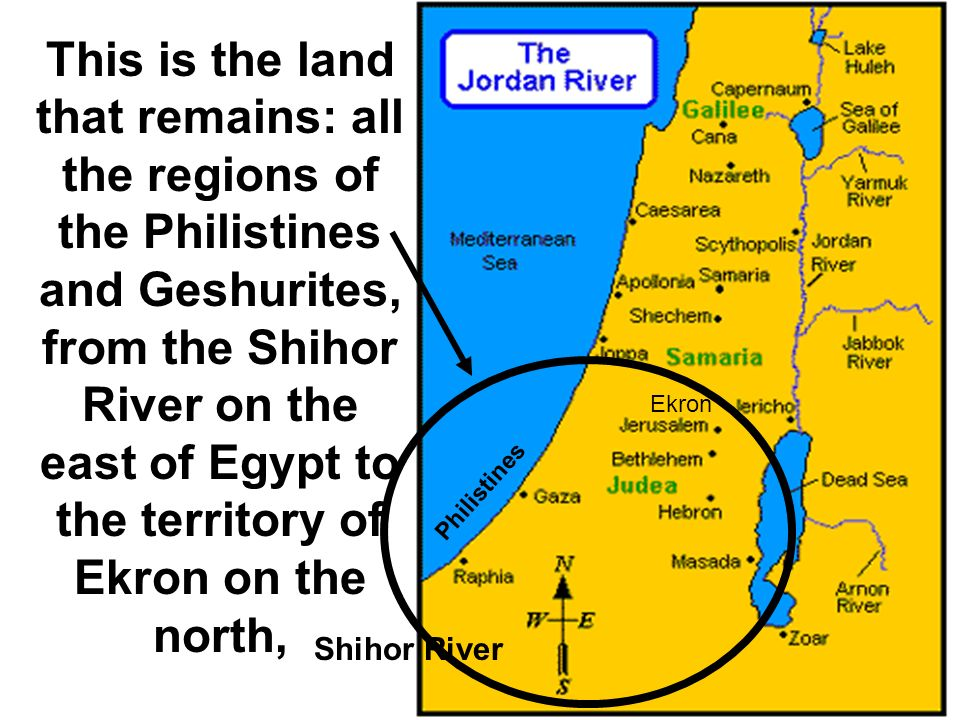 This is the land
that remains: all
the regions of
the Philistines
and Geshurites,
from the Shihor
River on the
east of Egypt to
the territory of
Ekron on the
north,
The
Jordan River
Lake
Huleh
Capernaum
Galilee
Sea of
Galilee
Cana
Nazareth
Yarmuk
River
Caesarea
Mediterranean
Sea
Scythopolis
Jordan
River
Apollonia
Samaria
Shechem
Jabbok
River
Joppa
Samaria
Ekron
Jericho
Jerusalem
Bethlehem
Philistines
Judea
Dead Sea
Gaza
Hebron
Masada
Raphia
N
Arnon
River
W
E
S
Zoar
Shihor River